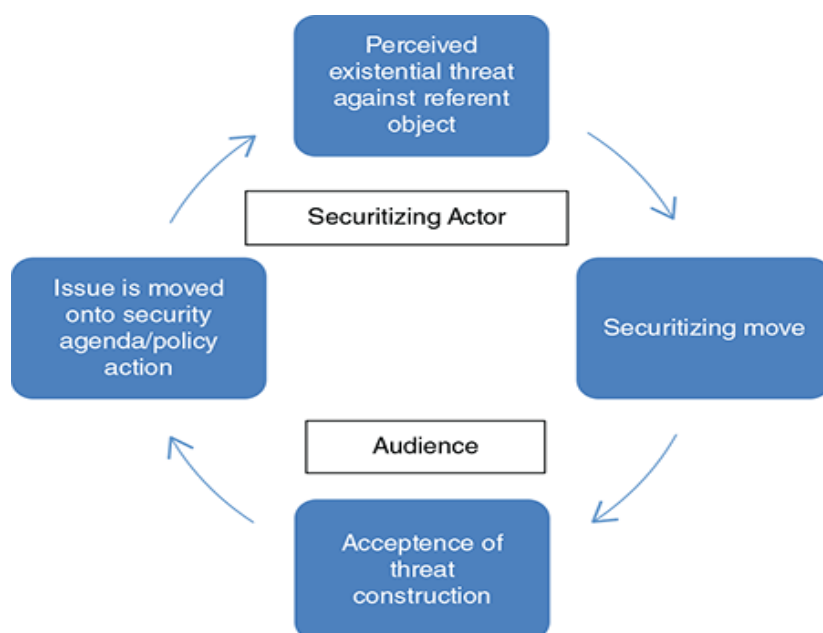 Perceived
existential threat
against referent
object
Securitizing Actor
Issue is moved
onto security
agenda/policy
action
Securitizing move
Audience
Acceptence of
threat
construction